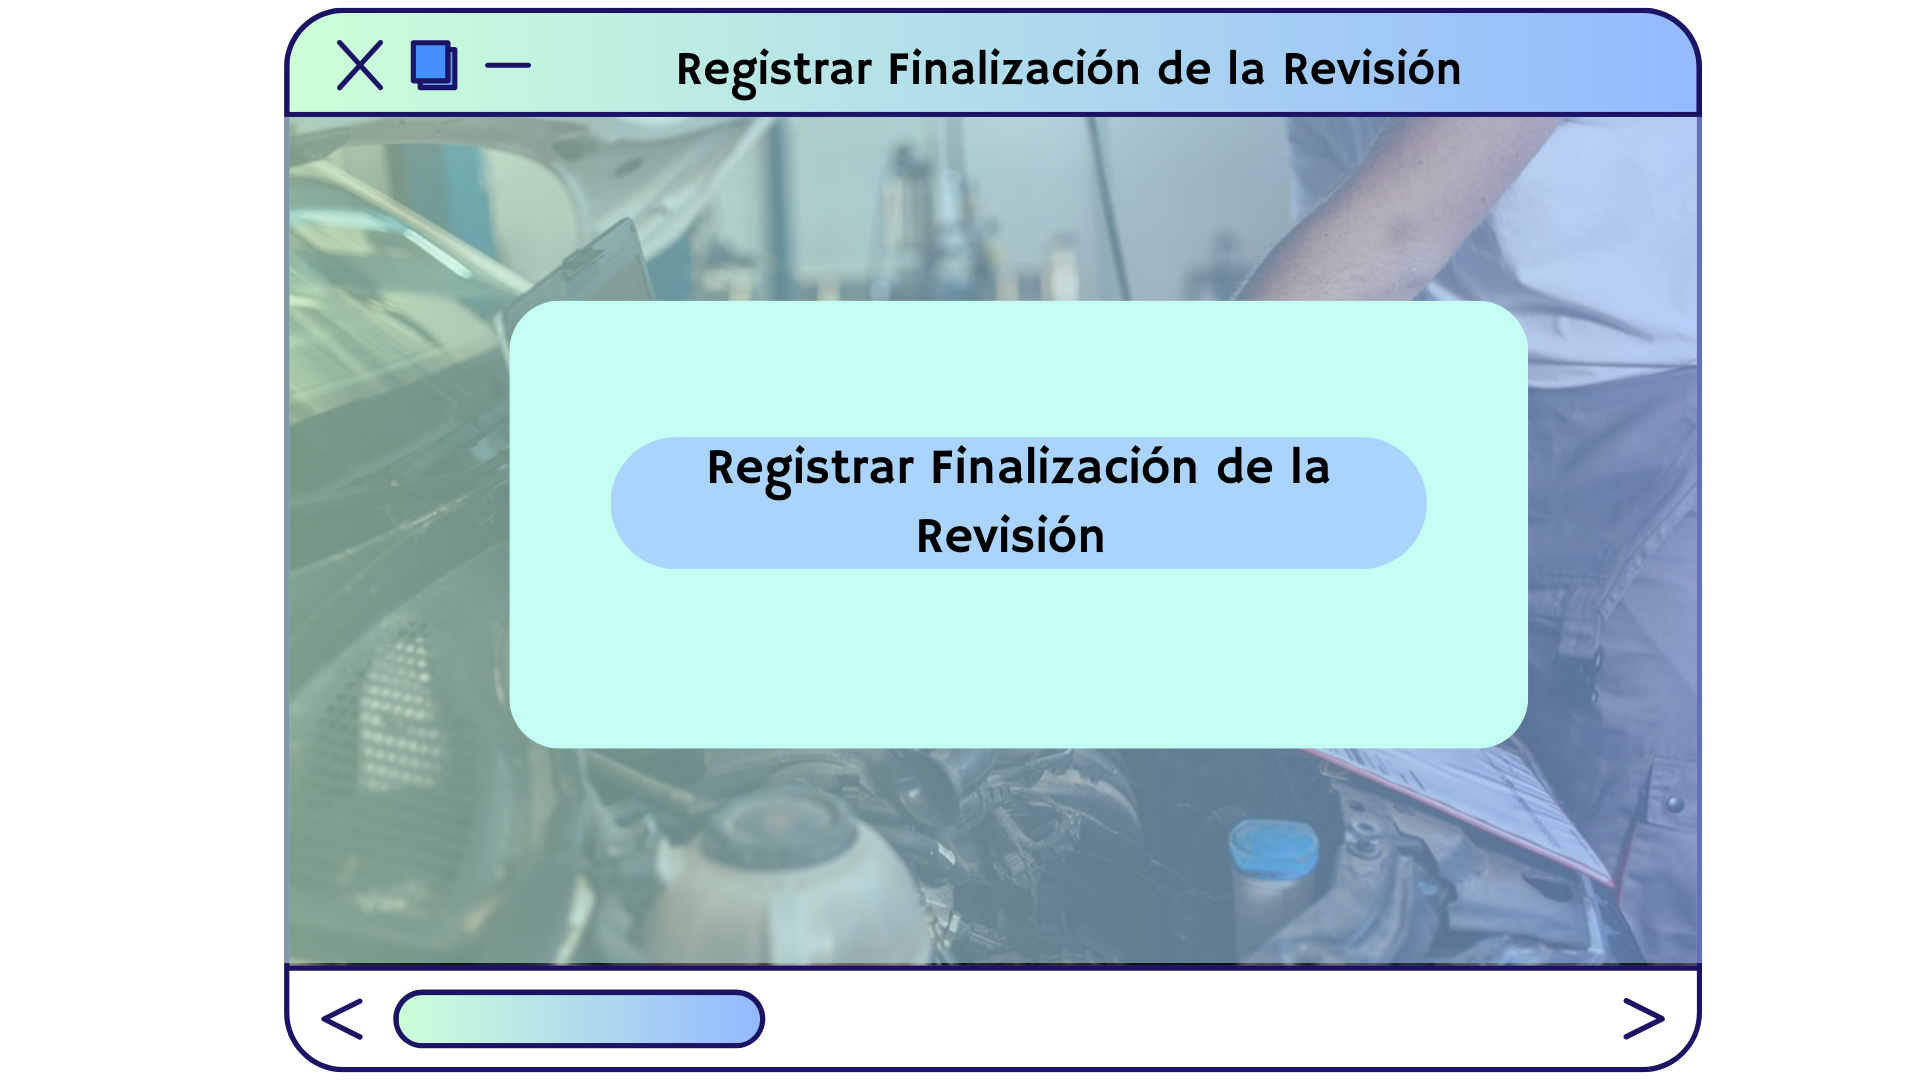 Registrar Finalización de la Revisión
Registrar Finalización de la
Revisión